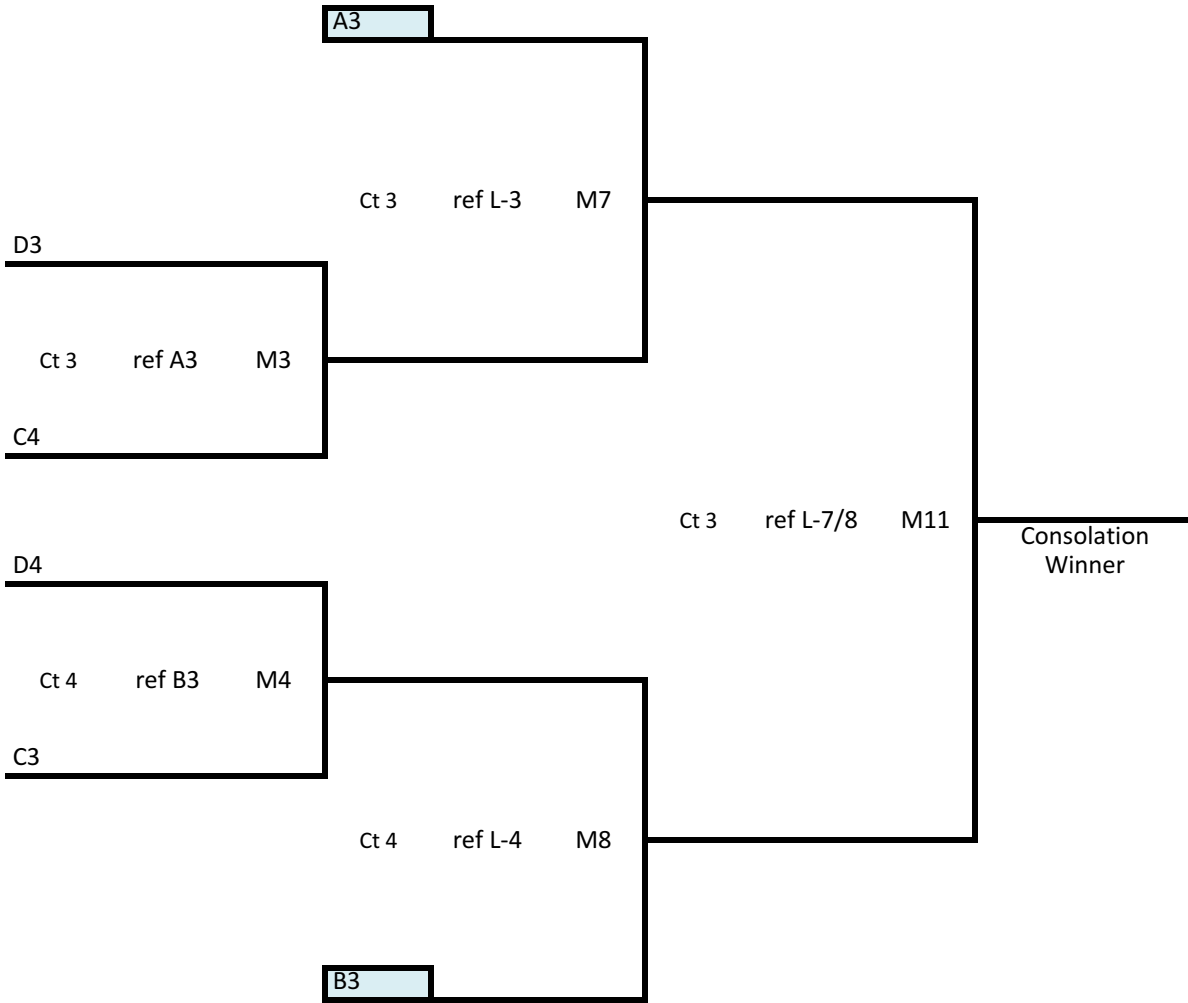 A3
Ct 3 ref L-3 M7
D3
Ct 3 ref A3 M3
C4
Ct 3 ref L-7/8 M11
Consolation
Winner
D4
Ct 4 ref B3 M4
C3
Ct 4 ref L-4 M8
B3